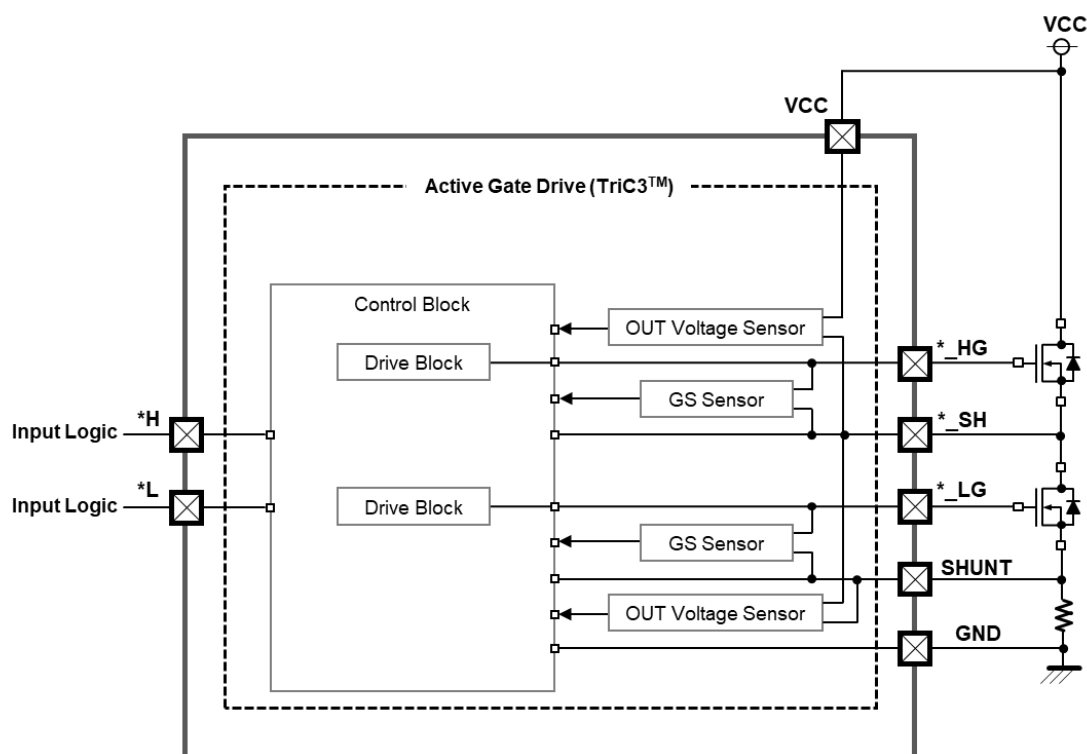 VCC
VCC
Active Gate Drive (TriC3™)
Control Block
OUT Voltage Sensor
Drive Block
*_HG
GS Sensor
*H
Input Logic
*_SH
*L
Input Logic
Drive Block
*_LG
GS Sensor
SHUNT
OUT Voltage Sensor
GND